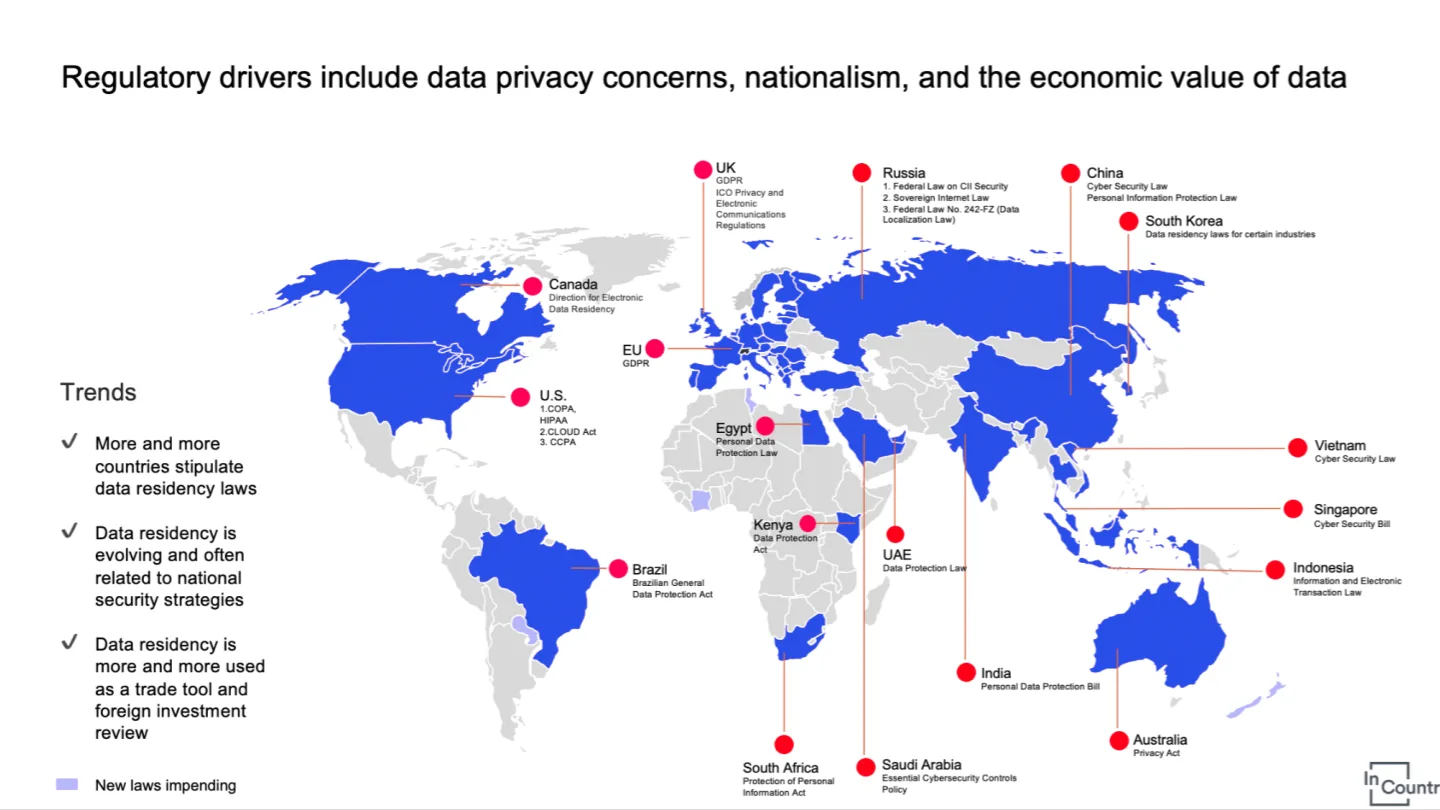 Regulatory drivers include data privacy concerns, nationalism, and the economic value of data
UK
GDPR
ICO Privacy and
Electronic
Communications
Regulations
Russia
1. Federal Law on CII Security
2. Sovereign Internet Law
3. Federal Law No. 242-FZ (Data
Localization Law)
China
Cyber Security Law
Personal Information Protection Law
South Korea
Data residency laws for certain industries
Canada
Direction for Electronic
Data Residency
EU
GDPR
U.S.
1.COPA,
HIPAA
2.CLOUD Act
3. CCPA
Egypt
Personal Data
Protection Law
Kenya
Data Protection
Act
UAE
Data Protection Law
Vietnam
Cyber Security Law
Singapore
Cyber Security Bill
Indonesia
Information and Electronic
Transaction Law
Brazil
Brazilian General
Data Protection Act
India
Personal Data Protection Bill
Australia
Privacy Act
South Africa
Protection of Personal
Information Act
Saudi Arabia
Essential Cybersecurity Controls
Policy
Trends
More and more
countries stipulate
data residency laws
Data residency is
evolving and often
related to national
security strategies
Data residency is
more and more used
as a trade tool and
foreign investment
review
New laws impending
In
Countr